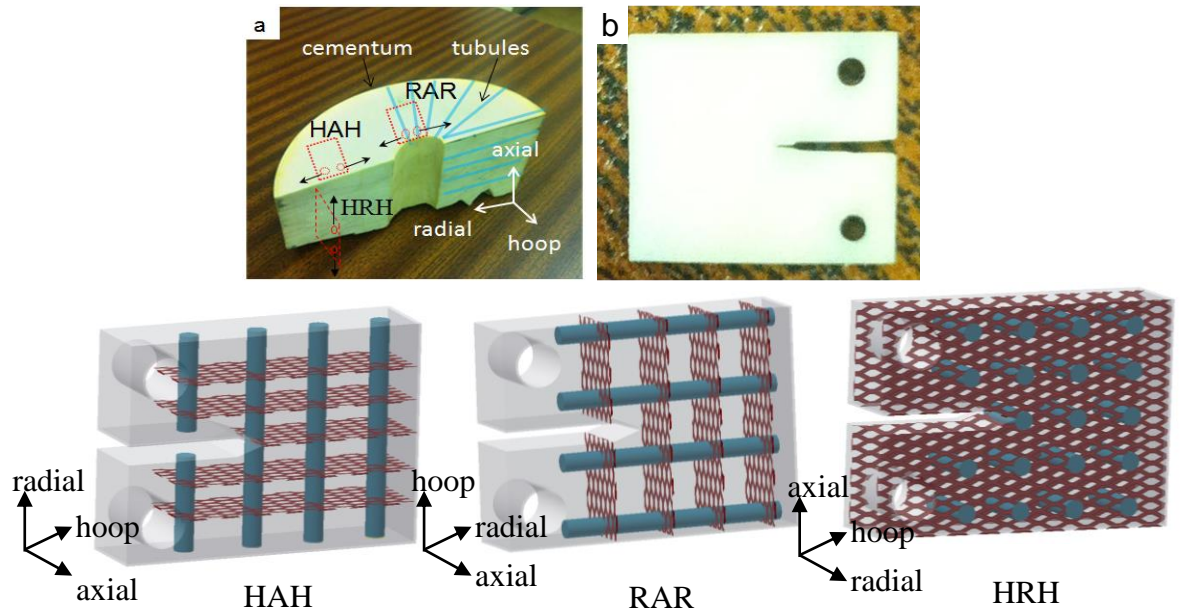 a
cementum
tubules
RAR
HAH
axial
HRH
radial
hoop
b
radial
hoop
axial
HAH
hoop
radial
axial
RAR
axial
hoop
radial
HRH